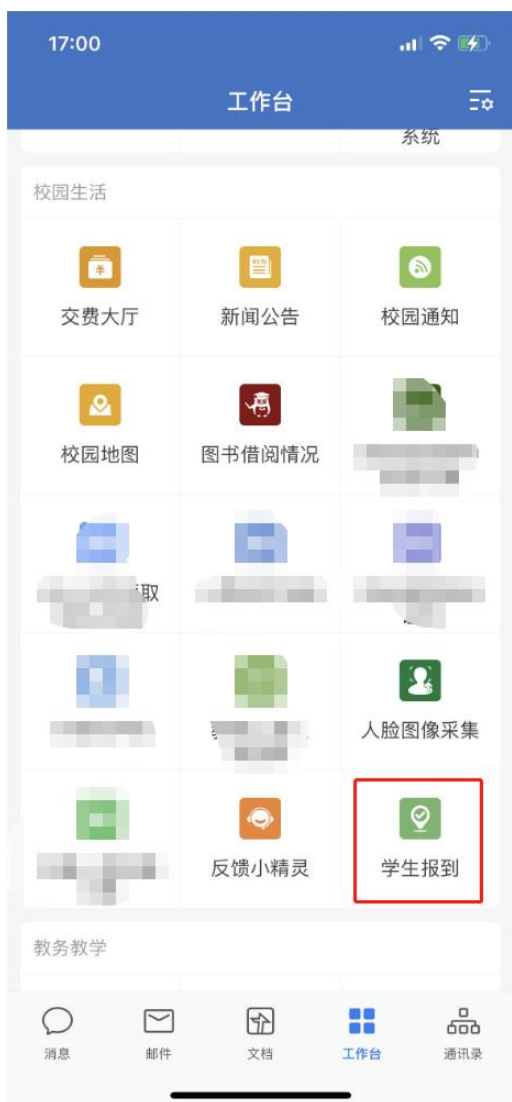 17:00
工作台
系统
校园生活
交费大厅
新闻公告
校园通知
校园地图
图书借阅情况
取
人脸图像采集
反馈小精灵
学生报到
教务教学
消息
邮件
文档
工作台
通讯录